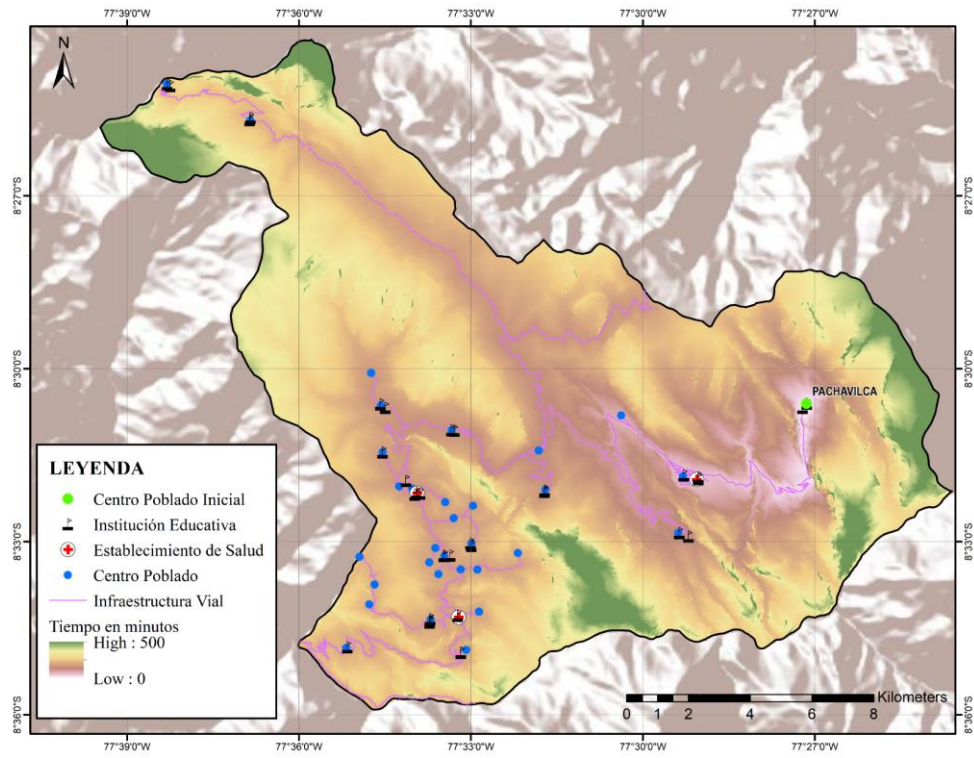 77°39'0"W 77°36'0"W 77°33'0"W 77°30'0"W 77°27'0"W
N
8°27'0"S 8°27'0"S
8°30'0"S 8°30'0"S
PACHAVILCA
LEYENDA
Centro Poblado Inicial
Institución Educativa
Establecimiento de Salud
Centro Poblado
Infraestructura Vial
Tiempo en minutos
High : 500
Low : 0
8°33'0"S 8°33'0"S
Kilometers
0 1 2 4 6 8
8°36'0"S 8°36'0"S
77°39'0"W 77°36'0"W 77°33'0"W 77°30'0"W 77°27'0"W